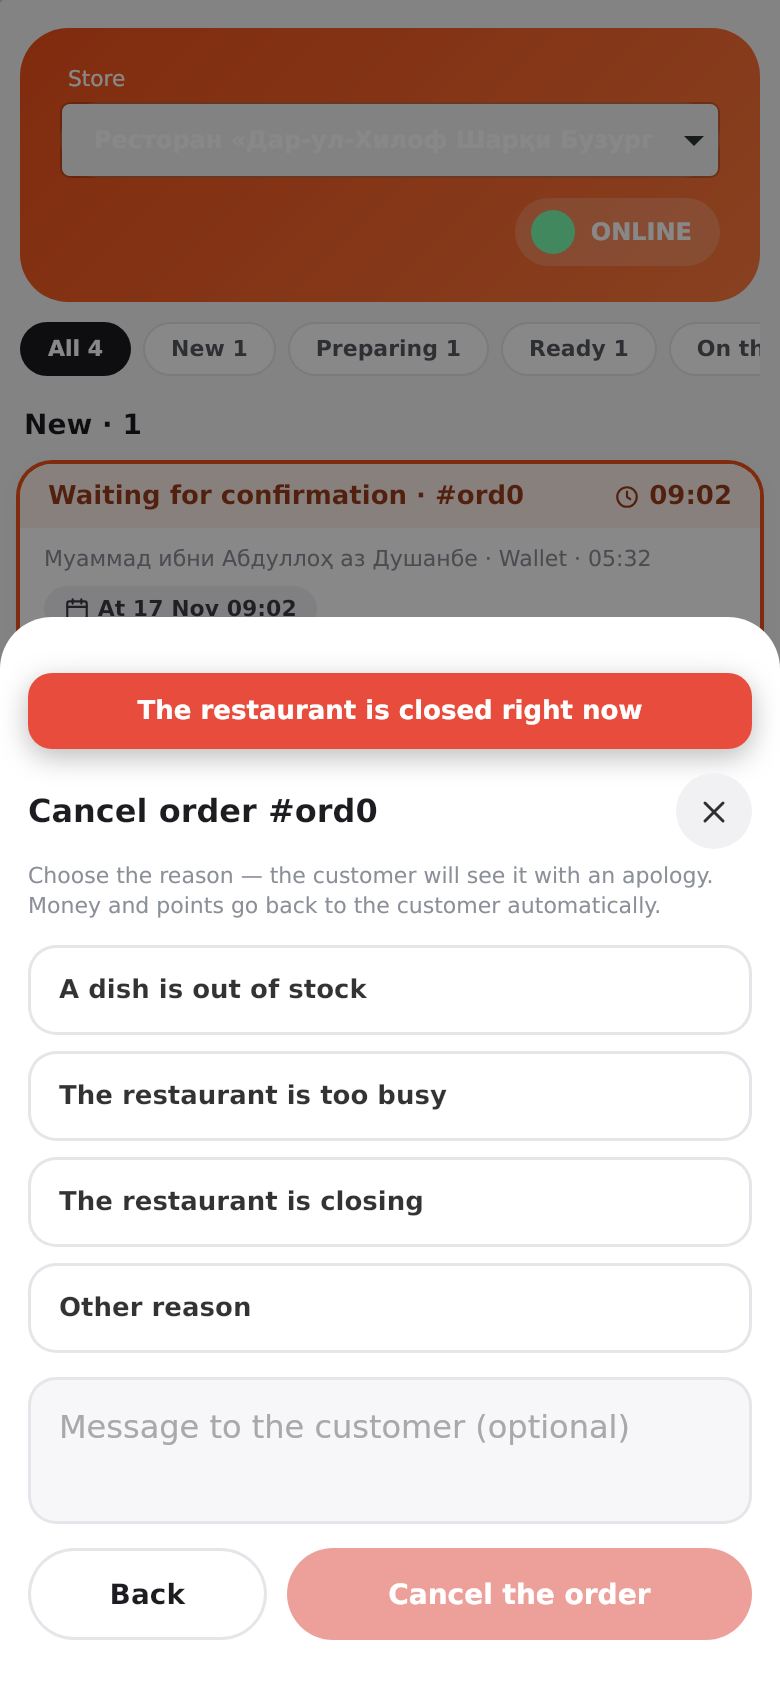 Store
Ресторан «Дар-ул-Хилоф Шарқи Бузург
ONLINE
All 4
New 1
Preparing 1
Ready 1
On th
New · 1
Waiting for confirmation · #ord0
09:02
Муаммад ибни Абдуллоҳ аз Душанбе · Wallet · 05:32
At 17 Nov 09:02
The restaurant is closed right now
Cancel order #ord0
Choose the reason — the customer will see it with an apology.
Money and points go back to the customer automatically.
A dish is out of stock
The restaurant is too busy
The restaurant is closing
Other reason
Message to the customer (optional)
Back
Cancel the order